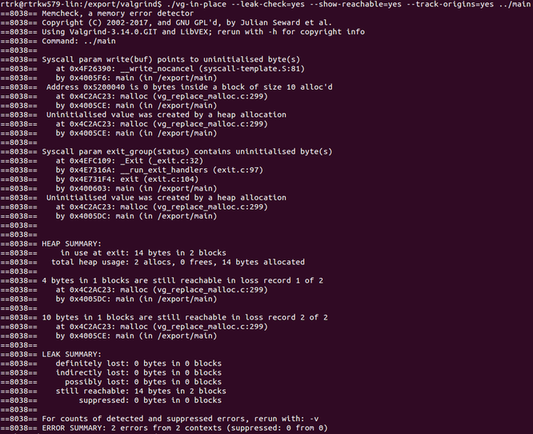 rtrk@rtrkw579-lin:/export/valgrind$ ./vg-in-place --leak-check=yes --show-reachable=yes --track-origins=yes ../main
==8038== Memcheck, a memory error detector
==8038== Copyright (C) 2002-2017, and GNU GPL'd, by Julian Seward et al.
==8038== Using Valgrind-3.14.0.GIT and LibVEX; rerun with -h for copyright info
==8038== Command: ../main
==8038==
==8038== Syscall param write(buf) points to uninitialised byte(s)
==8038==    at 0x4F26390: __write_nocancel (syscall-template.S:81)
==8038==    by 0x4005F6: main (in /export/main)
==8038==  Address 0x5200040 is 0 bytes inside a block of size 10 alloc'd
==8038==    at 0x4C2AC23: malloc (vg_replace_malloc.c:299)
==8038==    by 0x4005CE: main (in /export/main)
==8038==  Uninitialised value was created by a heap allocation
==8038==    at 0x4C2AC23: malloc (vg_replace_malloc.c:299)
==8038==    by 0x4005CE: main (in /export/main)
==8038==
==8038== Syscall param exit_group(status) contains uninitialised byte(s)
==8038==    at 0x4EFC109: _Exit (_exit.c:32)
==8038==    by 0x4E7316A: __run_exit_handlers (exit.c:97)
==8038==    by 0x4E731F4: exit (exit.c:104)
==8038==    by 0x400603: main (in /export/main)
==8038==  Uninitialised value was created by a heap allocation
==8038==    at 0x4C2AC23: malloc (vg_replace_malloc.c:299)
==8038==    by 0x4005DC: main (in /export/main)
==8038==
==8038==
==8038== HEAP SUMMARY:
==8038==     in use at exit: 14 bytes in 2 blocks
==8038==   total heap usage: 2 allocs, 0 frees, 14 bytes allocated
==8038==
==8038== 4 bytes in 1 blocks are still reachable in loss record 1 of 2
==8038==    at 0x4C2AC23: malloc (vg_replace_malloc.c:299)
==8038==    by 0x4005DC: main (in /export/main)
==8038==
==8038== 10 bytes in 1 blocks are still reachable in loss record 2 of 2
==8038==    at 0x4C2AC23: malloc (vg_replace_malloc.c:299)
==8038==    by 0x4005CE: main (in /export/main)
==8038==
==8038== LEAK SUMMARY:
==8038==    definitely lost: 0 bytes in 0 blocks
==8038==    indirectly lost: 0 bytes in 0 blocks
==8038==      possibly lost: 0 bytes in 0 blocks
==8038==    still reachable: 14 bytes in 2 blocks
==8038==         suppressed: 0 bytes in 0 blocks
==8038==
==8038== For counts of detected and suppressed errors, rerun with: -v
==8038== ERROR SUMMARY: 2 errors from 2 contexts (suppressed: 0 from 0)